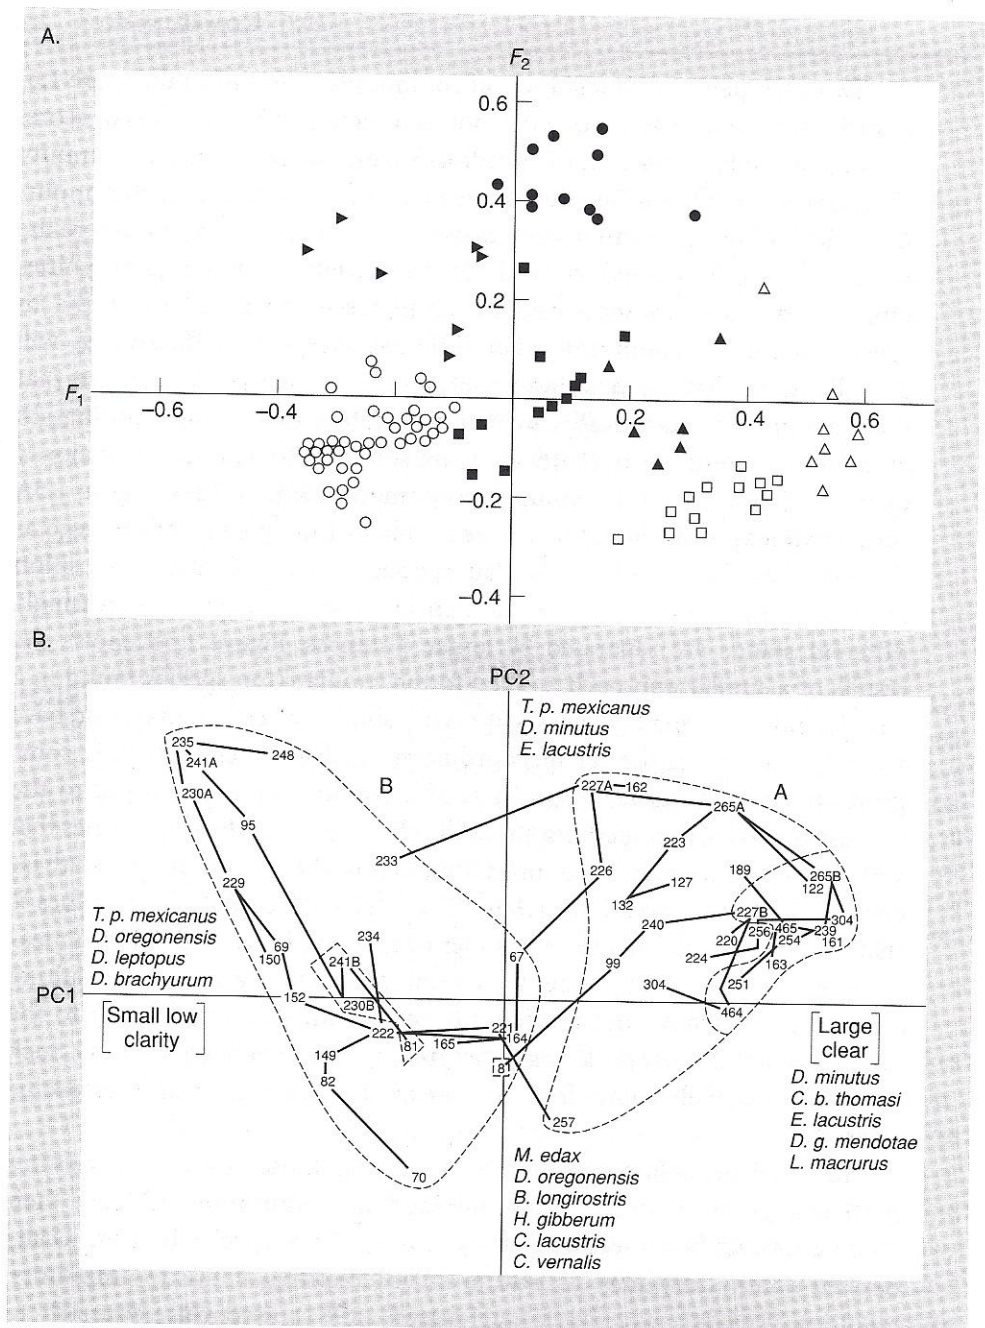 A.
F2
0.6
0.4
0.2
F1
−0.6
−0.4
0.2
0.4
0.6
−0.2
−0.4
B.
PC2
T. p. mexicanus
D. minutus
E. lacustris
235
248
241A
230A
B
227A
162
A
265A
95
223
233
226
189
265B
122
229
127
132
227B
304
240
T. p. mexicanus
D. oregonensis
D. leptopus
D. brachyurum
234
465
239
256
254
161
220
69
150
241B
67
224
163
99
304
251
PC1
152
230B
464
[Small low
clarity]
222
221
81
165
164
[Large
clear]
149
8
82
D. minutus
C. b. thomasi
E. lacustris
D. g. mendotae
L. macrurus
257
70
M. edax
D. oregonensis
B. longirostris
H. gibberum
C. lacustris
C. vernalis